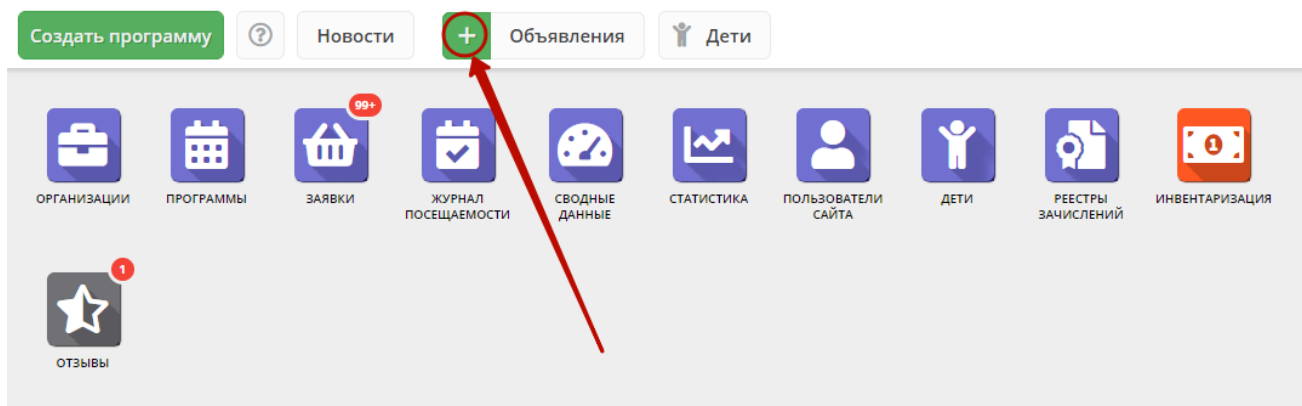 Создать программу
?
Новости
+
Объявления
Дети
99+
ОРГАНИЗАЦИИ
ПРОГРАММЫ
ЗАЯВКИ
ЖУРНАЛ
ПОСЕЩАЕМОСТИ
СВОДНЫЕ
ДАННЫЕ
СТАТИСТИКА
ПОЛЬЗОВАТЕЛИ
САЙТА
ДЕТИ
РЕЕСТРЫ
ЗАЧИСЛЕНИЙ
1
ИНВЕНТАРИЗАЦИЯ
1
ОТЗЫВЫ